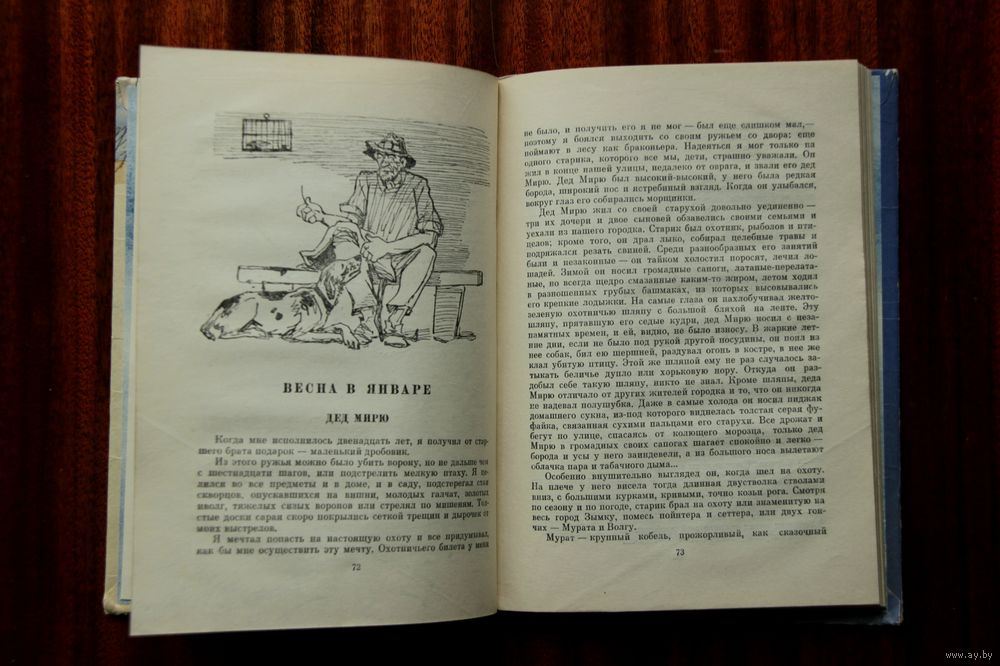 ВЕСНА В ЯНВАРЕ
ДЕД МИРЮ
Когда мне исполнилось двенадцать лет, я получил от стар-
шего брата подарок — маленький дробовик.
Из этого ружья можно было убить ворону, но не дальше чем
с шестнадцати шагов, или подстрелить мелкую птаху. Я це-
лился во все предметы и в доме, и в саду, подстерегал стаи
скворцов, опускавшихся на вишни, молодых галчат, золотых
иволг, тяжелых сизых воронов или стрелял по мишеням. Тол-
стые доски сарая скоро покрылись сеткой трещин и дырочек от
моих выстрелов.
Я мечтал попасть на настоящую охоту и все придумывал,
как бы мне осуществить эту мечту. Охотничьего билета у меня
72
не было, и получить его я не мог — был еще слишком мал,—
поэтому я боялся выходить со своим ружьем со двора: еще
поймают в лесу как браконьера. Надеяться я мог только на
одного старика, которого все мы, дети, страшно уважали. Он
жил в конце нашей улицы, недалеко от оврага, и звали его дед
Мирю. Дед Мирю был высокий-высокий, у него была редкая
борода, широкий нос и ястребиный взгляд. Когда он улыбался,
вокруг глаз его собирались морщинки.
Дед Мирю жил со своей старухой довольно уединенно —
три их дочери и двое сыновей обзавелись своими семьями и
уехали из нашего городка. Старик был охотник, рыболов и пти-
целов; кроме того, он драл лыко, собирал целебные травы и
подряжался резать свиней. Среди разнообразных его занятий
были и незаконные — он тайком холостил поросят, лечил ло-
шадей. Зимой он носил громадные сапоги, латаные-перелата-
ные, но всегда щедро смазанные каким-то жиром, летом ходил
в разношенных грубых башмаках, из которых высовывались
его крепкие лодыжки. На самые глаза он нахлобучивал желто-
зеленую охотничью шляпу с большой бляхой на ленте. Эту
шляпу, прятавшую его седые кудри, дед Мирю носил с неза-
памятных времен, и ей, видно, не было износу. В жаркие лет-
ние дни, если не было под рукой другой посудины, он поил из
нее собак, бил ею шершней, раздувал огонь в костре, в нее же
клал убитую птицу. Этой же шляпой ему не раз случалось за-
тыкать беличье дупло или хорьковую нору. Откуда он раз-
добыл себе такую шляпу, никто не знал. Кроме шляпы, деда
Мирю отличало от других жителей городка и то, что он никогда
не надевал полушубка. Даже в самые холода он носил пиджак
домашнего сукна, из-под которого виднелась толстая серая фу-
файка, связанная сухими пальцами его старухи. Все дрожат и
бегут по улице, спасаясь от колющего морозца, только дед
Мирю в громадных своих сапогах шагает спокойно и легко —
борода и усы у него заиндевели, а из большого носа вылетают
облачка пара и табачного дыма...
Особенно внушительно выглядел он, когда шел на охоту.
На плече у него висела тогда длинная двустволка стволами
вниз, с большими курками, кривыми, точно козьи рога. Смотря
по сезону и по погоде, старик брал на охоту или знаменитую на
весь город Зымку, помесь пойнтера и сеттера, или двух гон-
чих — Мурата и Волгу.
Мурат — крупный кобель, прожорливый, как сказочный
73
www.ay.by